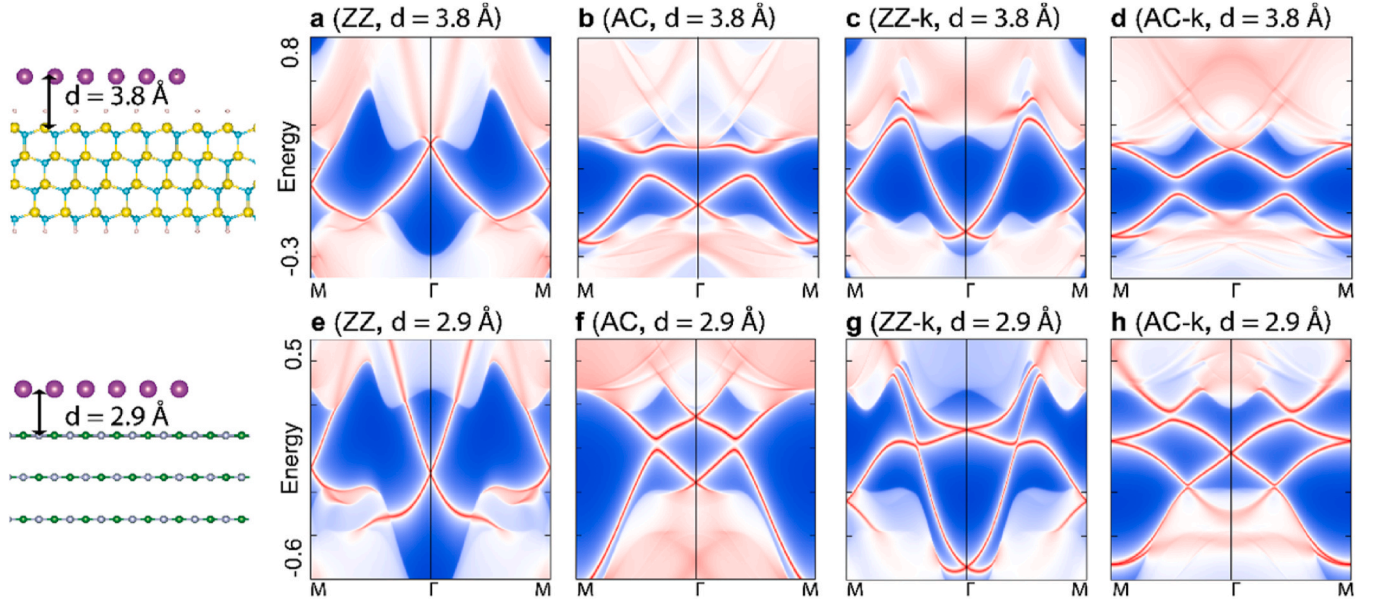 a (ZZ, d = 3.8 Å)
b (AC, d = 3.8 Å)
c (ZZ-k, d = 3.8 Å)
d (AC-k, d = 3.8 Å)
d = 3.8 Å
0.8
Energy
-0.3
M Γ M
M Γ M
M Γ M
M Γ M
e (ZZ, d = 2.9 Å)
f (AC, d = 2.9 Å)
g (ZZ-k, d = 2.9 Å)
h (AC-k, d = 2.9 Å)
d = 2.9 Å
0.5
Energy
-0.6
M Γ M
M Γ M
M Γ M
M Γ M